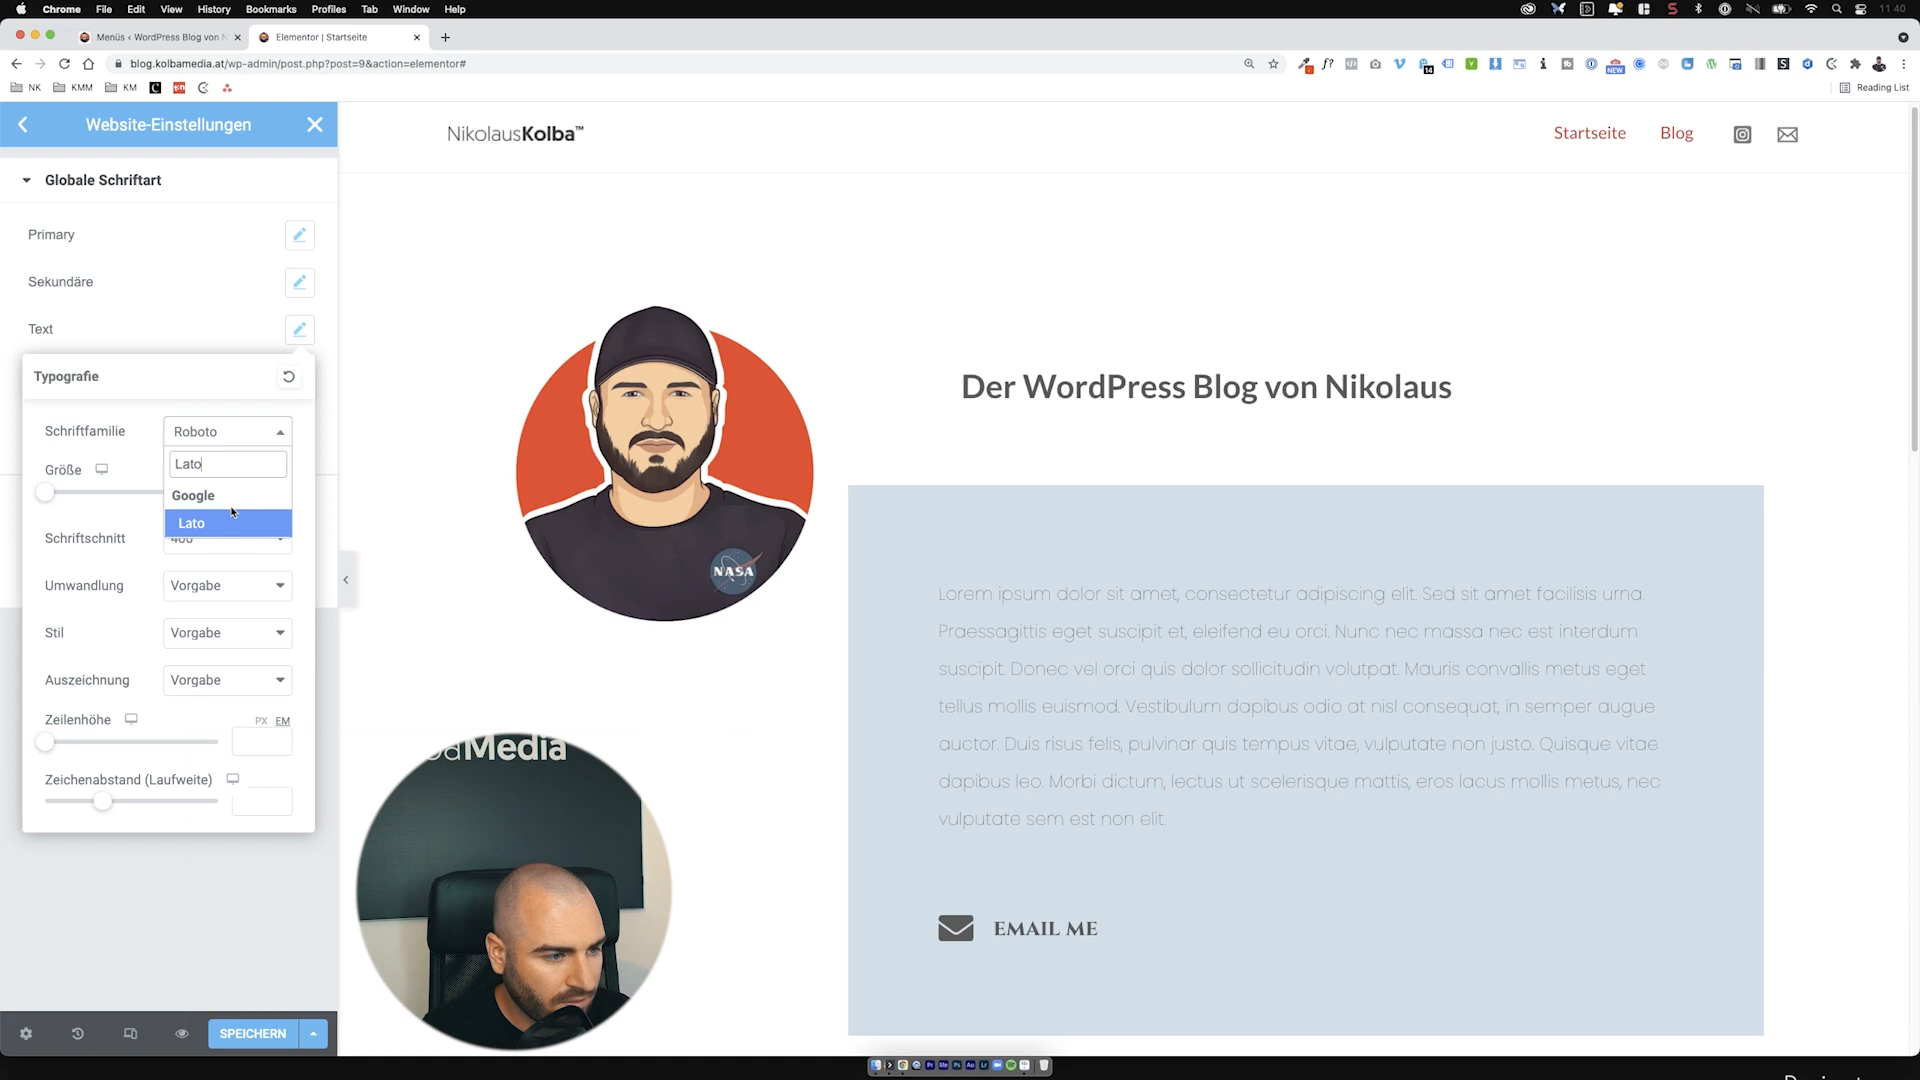 Chrome File Edit View History Bookmarks Profiles Tab Window Help 11 40
Menüs ‹ WordPress Blog von N
Elementor | Startseite
blog.kolbamedia.at/wp-admin/post.php?post=9&action=elementor#
14
NEW
NK KMM KM
Reading List
Website-Einstellungen
Globale Schriftart
Primary
Sekundäre
Text
Typografie
Schriftfamilie Roboto
Lato
Größe
Google
Lato
Schriftschnitt 400
Umwandlung Vorgabe
Stil Vorgabe
Auszeichnung Vorgabe
Zeilenhöhe PX EM
Zeichenabstand (Laufweite)
SPEICHERN
NikolausKolba™
Startseite Blog
Der WordPress Blog von Nikolaus
NASA
Lorem ipsum dolor sit amet, consectetur adipiscing elit. Sed sit amet facilisis urna.
Praessagittis eget suscipit et, eleifend eu orci. Nunc nec massa nec est interdum
suscipit. Donec vel orci quis dolor sollicitudin volutpat. Mauris convallis metus eget
tellus mollis euismod. Vestibulum dapibus odio at nisl consequat, in semper augue
auctor. Duis risus felis, pulvinar quis tempus vitae, vulputate non justo. Quisque vitae
dapibus leo. Morbi dictum, lectus ut scelerisque mattis, eros lacus mollis metus, nec
vulputate sem est non elit.
EMAIL ME
baMedia